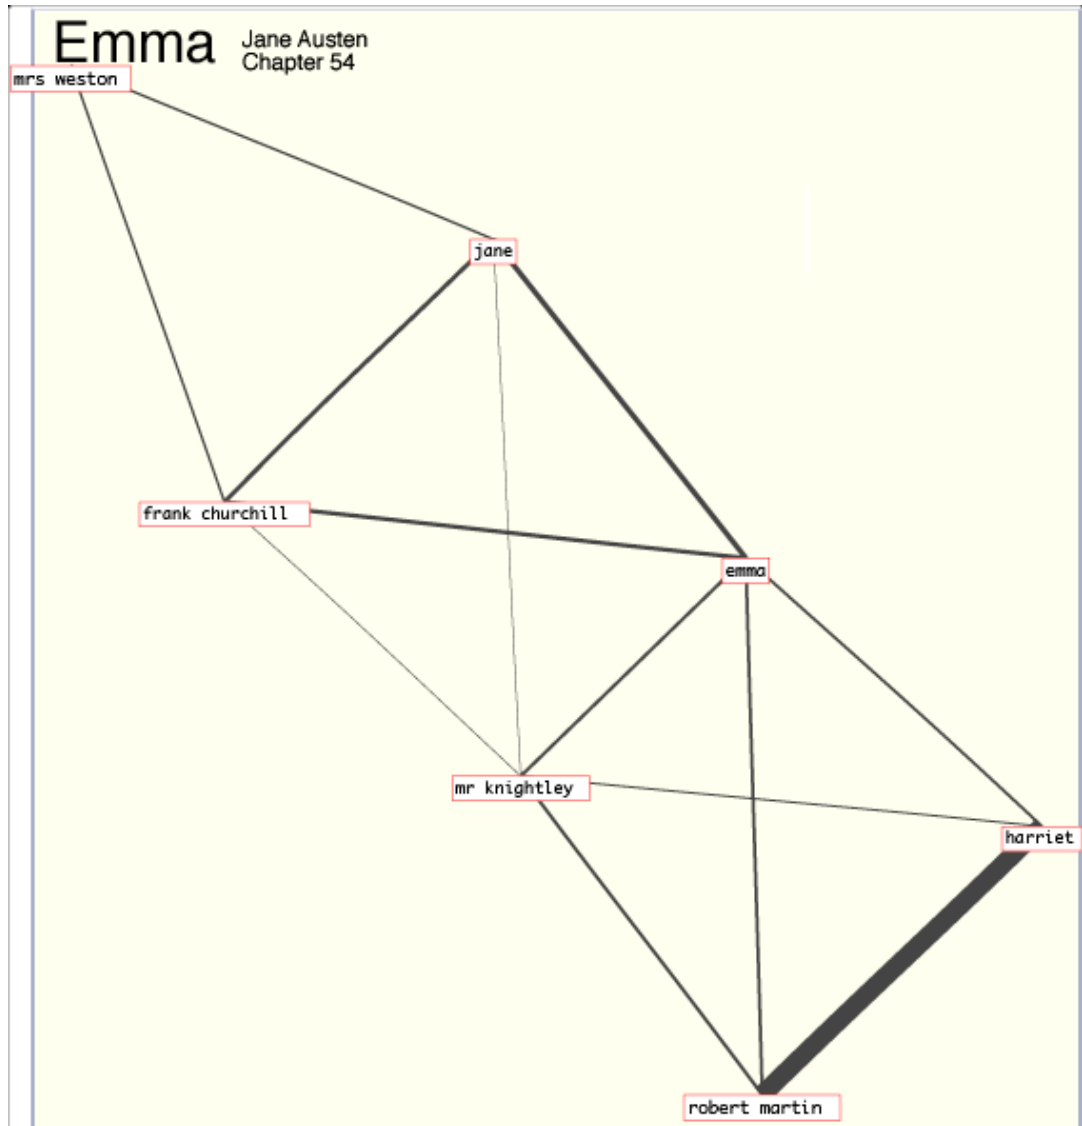 Emma
Jane Austen
Chapter 54
mrs weston
jane
frank churchill
emma
mr knightley
harriet
robert martin